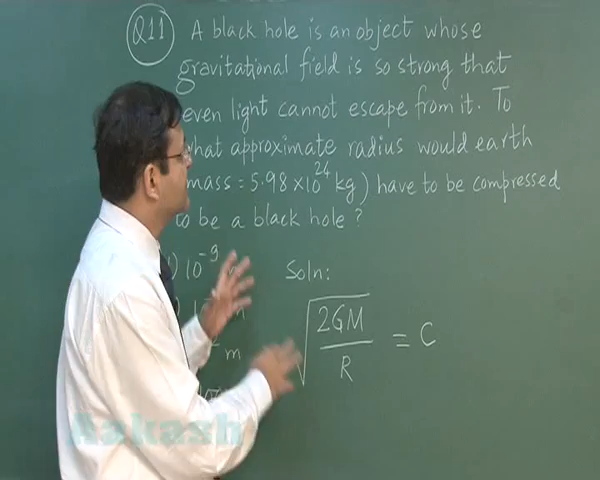 Q11 A black hole is an object whose
gravitational field is so strong that
even light cannot escape from it. To
what approximate radius would earth
mass = 5.98 × 10^24 kg) have to be compressed
to be a black hole?
) 10^-9
m
m
Soln:
√(2GM/R) = C
Aakash